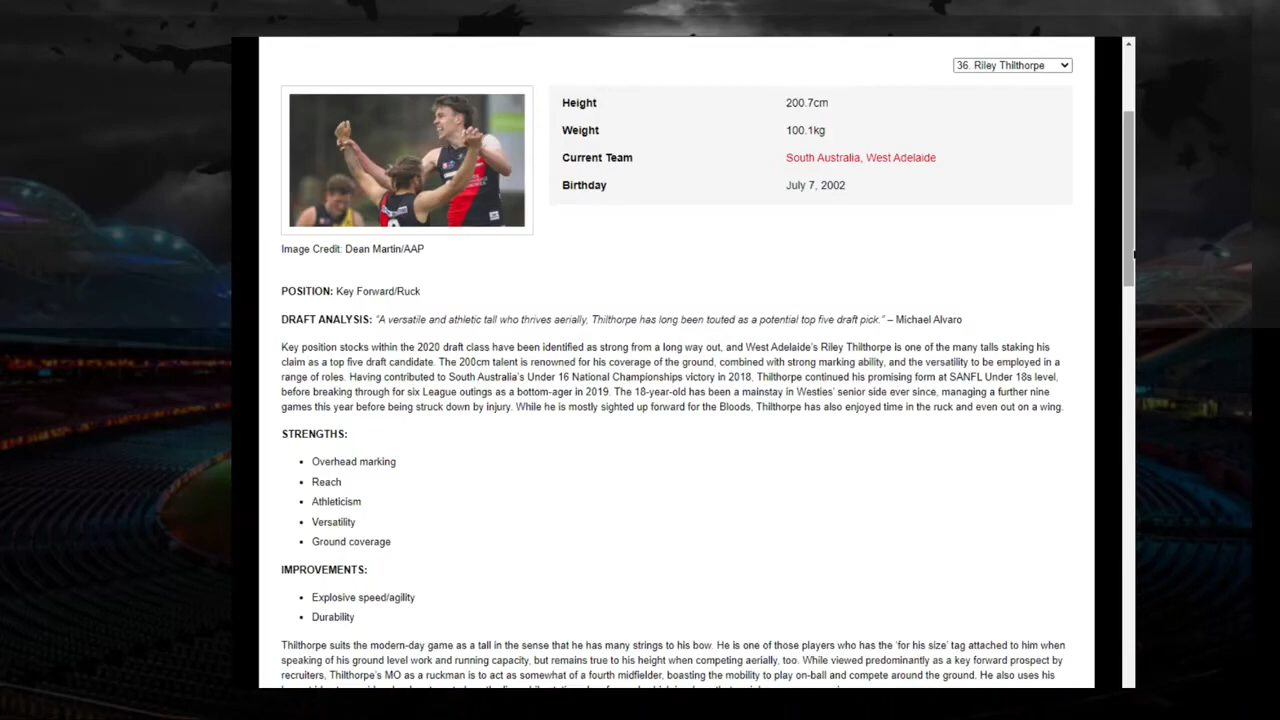 36. Riley Thilthorpe
Height 200.7cm
Weight 100.1kg
Current Team South Australia, West Adelaide
Birthday July 7, 2002
Image Credit: Dean Martin/AAP
POSITION: Key Forward/Ruck
DRAFT ANALYSIS: “A versatile and athletic tall who thrives aerially, Thilthorpe has long been touted as a potential top five draft pick.” – Michael Alvaro
Key position stocks within the 2020 draft class have been identified as strong from a long way out, and West Adelaide’s Riley Thilthorpe is one of the many talls staking his
claim as a top five draft candidate. The 200cm talent is renowned for his coverage of the ground, combined with strong marking ability, and the versatility to be employed in a
range of roles. Having contributed to South Australia’s Under 16 National Championships victory in 2018, Thilthorpe continued his promising form at SANFL Under 18s level,
before breaking through for six League outings as a bottom-ager in 2019. The 18-year-old has been a mainstay in Westies’ senior side ever since, managing a further nine
games this year before being struck down by injury. While he is mostly sighted up forward for the Bloods, Thilthorpe has also enjoyed time in the ruck and even out on a wing.
STRENGTHS:
• Overhead marking
• Reach
• Athleticism
• Versatility
• Ground coverage
IMPROVEMENTS:
• Explosive speed/agility
• Durability
Thilthorpe suits the modern-day game as a tall in the sense that he has many strings to his bow. He is one of those players who has the ‘for his size’ tag attached to him when
speaking of his ground level work and running capacity, but remains true to his height when competing aerially, too. While viewed predominantly as a key forward prospect by
recruiters, Thilthorpe’s MO as a ruckman is to act as somewhat of a fourth midfielder, boasting the mobility to play on-ball and compete around the ground. He also uses his